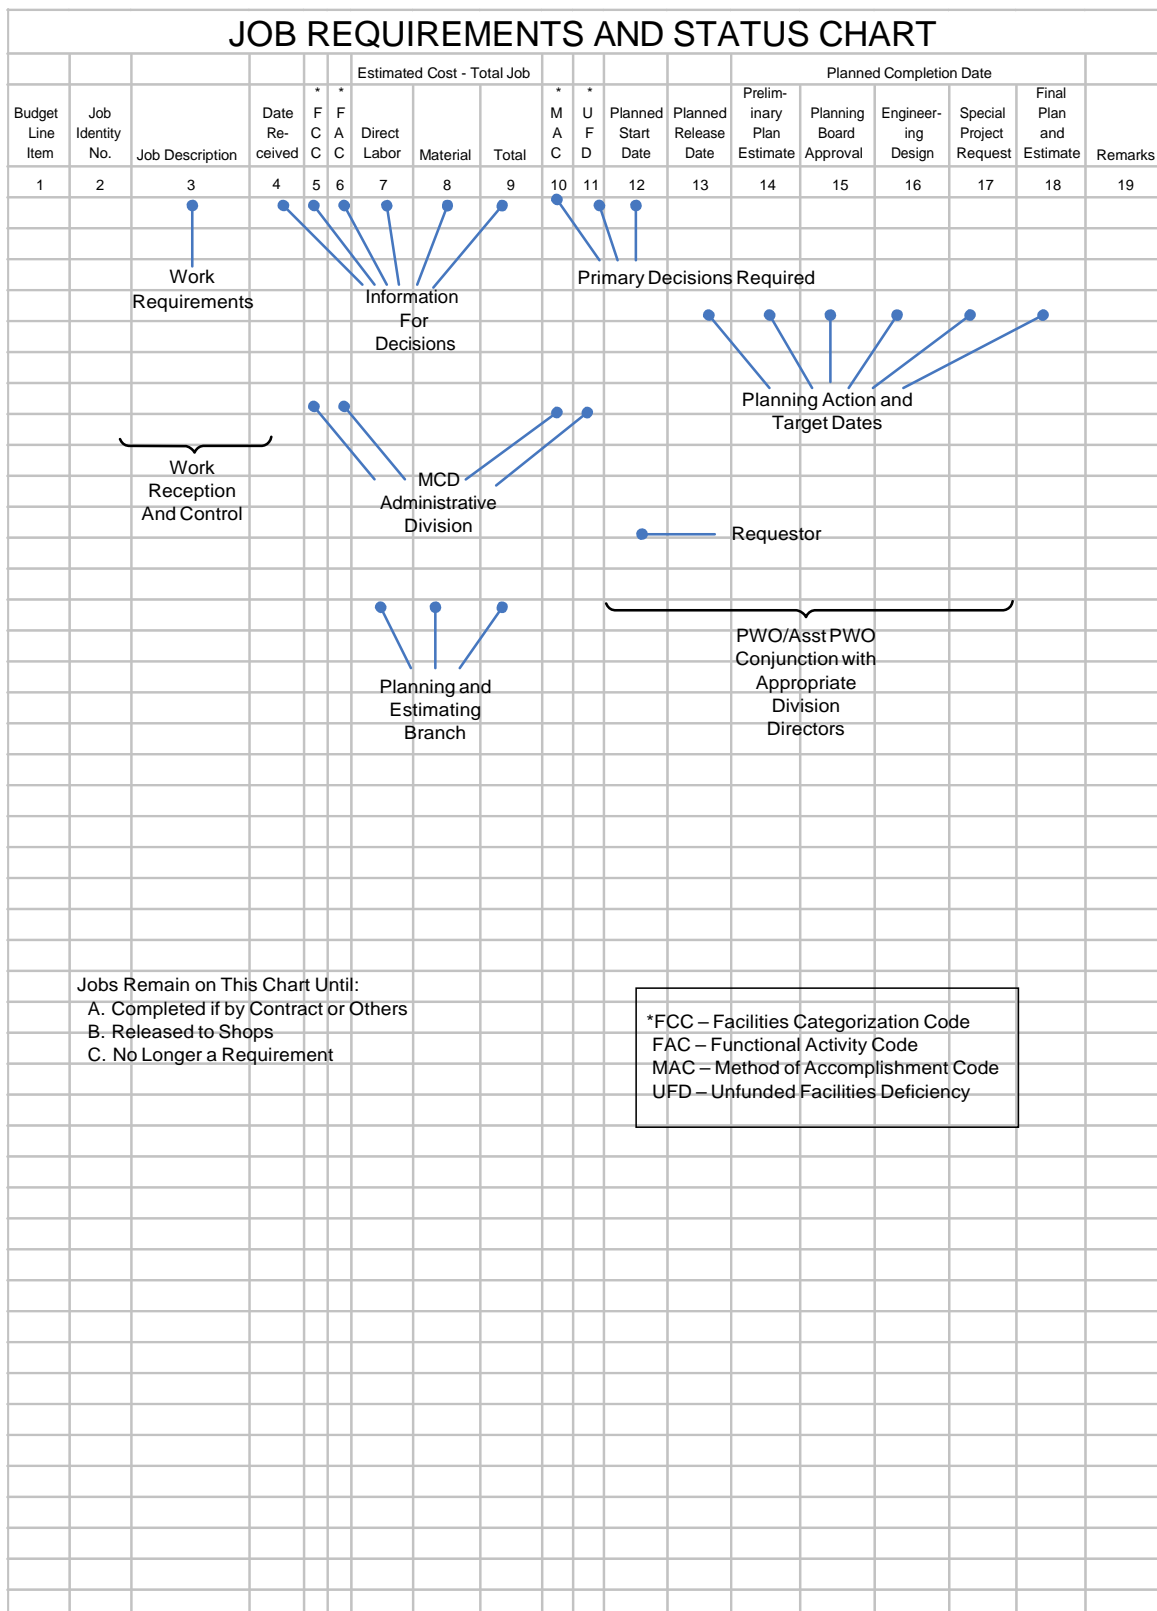 JOB REQUIREMENTS AND STATUS CHART
Estimated Cost - Total Job
Planned Completion Date
Budget
Line
Item
Job
Identity
No.
Job Description
Date
Re-
ceived
*
F
C
C
*
F
A
C
Direct
Labor
Material
Total
*
M
A
C
*
U
F
D
Planned
Start
Date
Planned
Release
Date
Prelim-
inary
Plan
Estimate
Planning
Board
Approval
Engineer-
ing
Design
Special
Project
Request
Final
Plan
and
Estimate
Remarks
1 2 3 4 5 6 7 8 9 10 11 12 13 14 15 16 17 18 19
Work
Requirements
Information
For
Decisions
Primary Decisions Required
Planning Action and
Target Dates
Work
Reception
And Control
MCD
Administrative
Division
Requestor
Planning and
Estimating
Branch
PWO/Asst PWO
Conjunction with
Appropriate
Division
Directors
Jobs Remain on This Chart Until:
A. Completed if by Contract or Others
B. Released to Shops
C. No Longer a Requirement
*FCC – Facilities Categorization Code
FAC – Functional Activity Code
MAC – Method of Accomplishment Code
UFD – Unfunded Facilities Deficiency